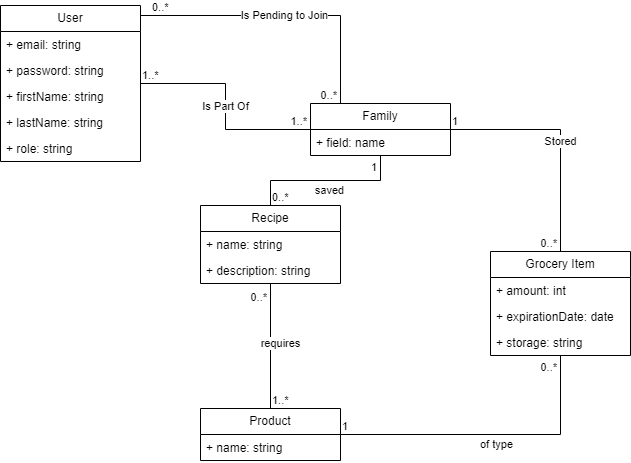 User
+ email: string
+ password: string
+ firstName: string
+ lastName: string
+ role: string
0..*
Is Pending to Join
0..*
1..*
Is Part Of
1..*
Family
+ field: name
1
Stored
0..*
1
saved
0..*
Recipe
+ name: string
+ description: string
Grocery Item
+ amount: int
+ expirationDate: date
+ storage: string
0..*
requires
1..*
0..*
of type
1
Product
+ name: string